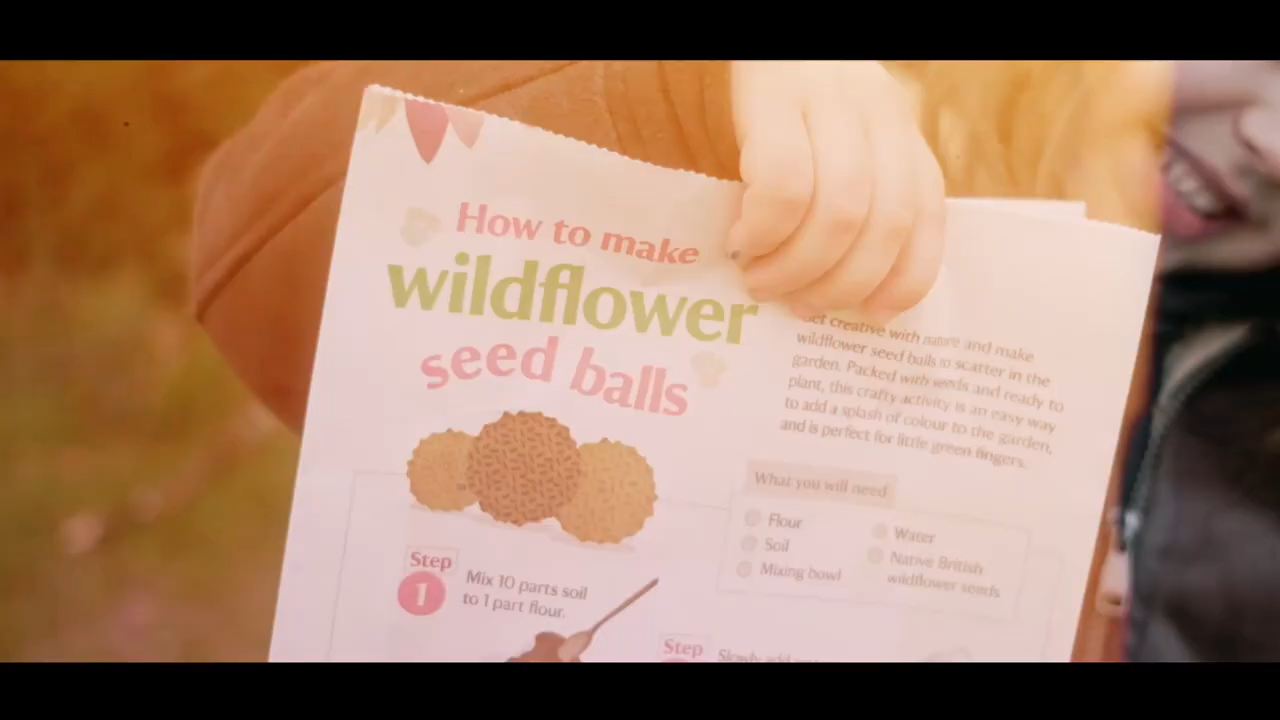 How to make
wildflower
seed balls
creative with nature and make
wildflower seed balls to scatter in the
garden. Packed with seeds and ready to
plant, this crafty activity is an easy way
to add a splash of colour to the garden,
and is perfect for little green fingers.
What you will need
Flour
Soil
Mixing bowl
Water
Native British
wildflower seeds
Step
1
Mix 10 parts soil
to 1 part flour.
Step
Slowly add